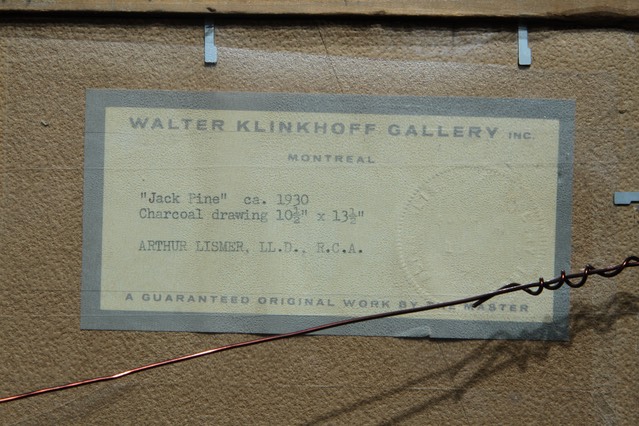 WALTER KLINKHOFF GALLERY INC.
MONTREAL
"Jack Pine" ca. 1930
Charcoal drawing 10½" x 13½"
ARTHUR LISMER, LL.D., R.C.A.
A GUARANTEED ORIGINAL WORK BY THE MASTER